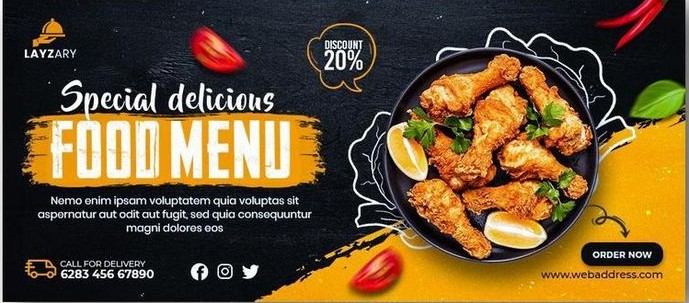 LAYZARY
DISCOUNT
20%
Special delicious
FOOD MENU
Nemo enim ipsam voluptatem quia voluptas sit
aspernatur aut odit aut fugit, sed quia consequuntur
magni dolores eos
CALL FOR DELIVERY
6283 456 67890
ORDER NOW
www.webaddress.com